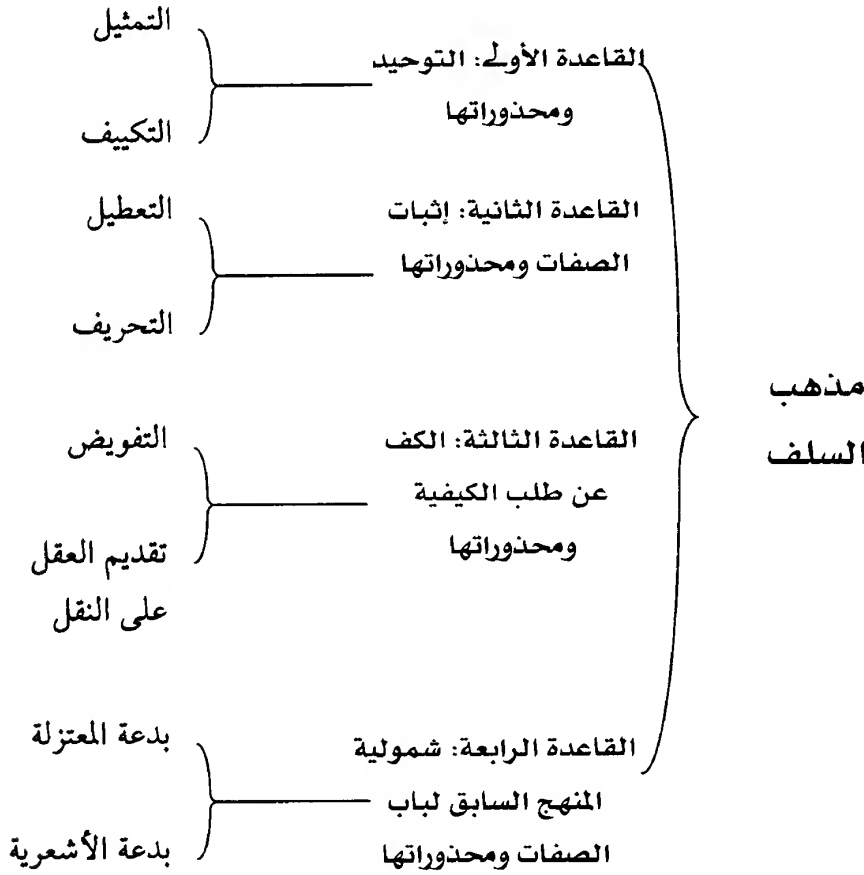 مذهب
السلف
القاعدة الأولى: التوحيد
ومحذوراتها
التمثيل
التكييف
القاعدة الثانية: إثبات
الصفات ومحذوراتها
التعطيل
التحريف
القاعدة الثالثة: الكف
عن طلب الكيفية
ومحذوراتها
التفويض
تقديم العقل
على النقل
القاعدة الرابعة: شمولية
المنهج السابق لباب
الصفات ومحذوراتها
بدعة المعتزلة
بدعة الأشعرية